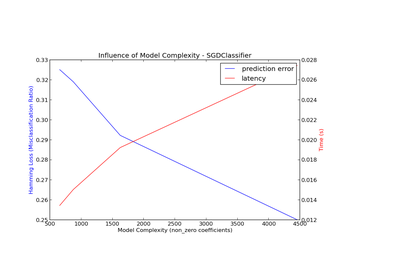 Influence of Model Complexity - SGDClassifier
prediction error
latency
0.33
0.32
0.31
0.30
0.29
0.28
0.27
0.26
0.25
Hamming Loss (Misclassification Ratio)
0.028
0.026
0.024
0.022
0.020
0.018
0.016
0.014
0.012
Time (s)
500 1000 1500 2000 2500 3000 3500 4000 4500
Model Complexity (non_zero coefficients)